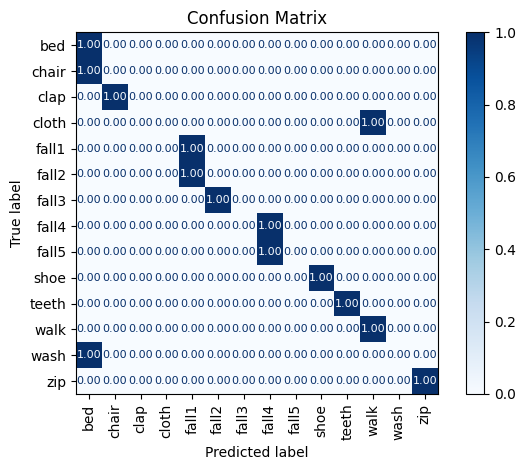 Confusion Matrix
bed 1.00 0.00 0.00 0.00 0.00 0.00 0.00 0.00 0.00 0.00 0.00 0.00 0.00 0.00
chair 1.00 0.00 0.00 0.00 0.00 0.00 0.00 0.00 0.00 0.00 0.00 0.00 0.00 0.00
clap 0.00 1.00 0.00 0.00 0.00 0.00 0.00 0.00 0.00 0.00 0.00 0.00 0.00 0.00
cloth 0.00 0.00 0.00 0.00 0.00 0.00 0.00 0.00 0.00 0.00 0.00 1.00 0.00 0.00
fall1 0.00 0.00 0.00 0.00 1.00 0.00 0.00 0.00 0.00 0.00 0.00 0.00 0.00 0.00
fall2 0.00 0.00 0.00 0.00 1.00 0.00 0.00 0.00 0.00 0.00 0.00 0.00 0.00 0.00
fall3 0.00 0.00 0.00 0.00 0.00 1.00 0.00 0.00 0.00 0.00 0.00 0.00 0.00 0.00
fall4 0.00 0.00 0.00 0.00 0.00 0.00 0.00 1.00 0.00 0.00 0.00 0.00 0.00 0.00
fall5 0.00 0.00 0.00 0.00 0.00 0.00 0.00 1.00 0.00 0.00 0.00 0.00 0.00 0.00
shoe 0.00 0.00 0.00 0.00 0.00 0.00 0.00 0.00 0.00 1.00 0.00 0.00 0.00 0.00
teeth 0.00 0.00 0.00 0.00 0.00 0.00 0.00 0.00 0.00 0.00 1.00 0.00 0.00 0.00
walk 0.00 0.00 0.00 0.00 0.00 0.00 0.00 0.00 0.00 0.00 0.00 1.00 0.00 0.00
wash 1.00 0.00 0.00 0.00 0.00 0.00 0.00 0.00 0.00 0.00 0.00 0.00 0.00 0.00
zip 0.00 0.00 0.00 0.00 0.00 0.00 0.00 0.00 0.00 0.00 0.00 0.00 0.00 1.00
True label
bed chair clap cloth fall1 fall2 fall3 fall4 fall5 shoe teeth walk wash zip
Predicted label
1.0
0.8
0.6
0.4
0.2
0.0